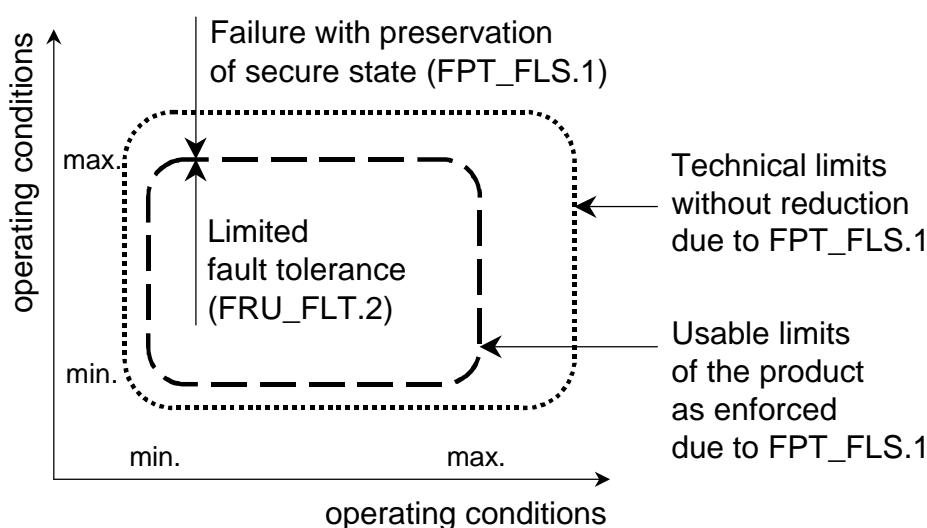 Failure with preservation
of secure state (FPT_FLS.1)
operating conditions
max.
Technical limits
without reduction
due to FPT_FLS.1
Limited
fault tolerance
(FRU_FLT.2)
Usable limits
of the product
as enforced
due to FPT_FLS.1
min.
min.
max.
operating conditions